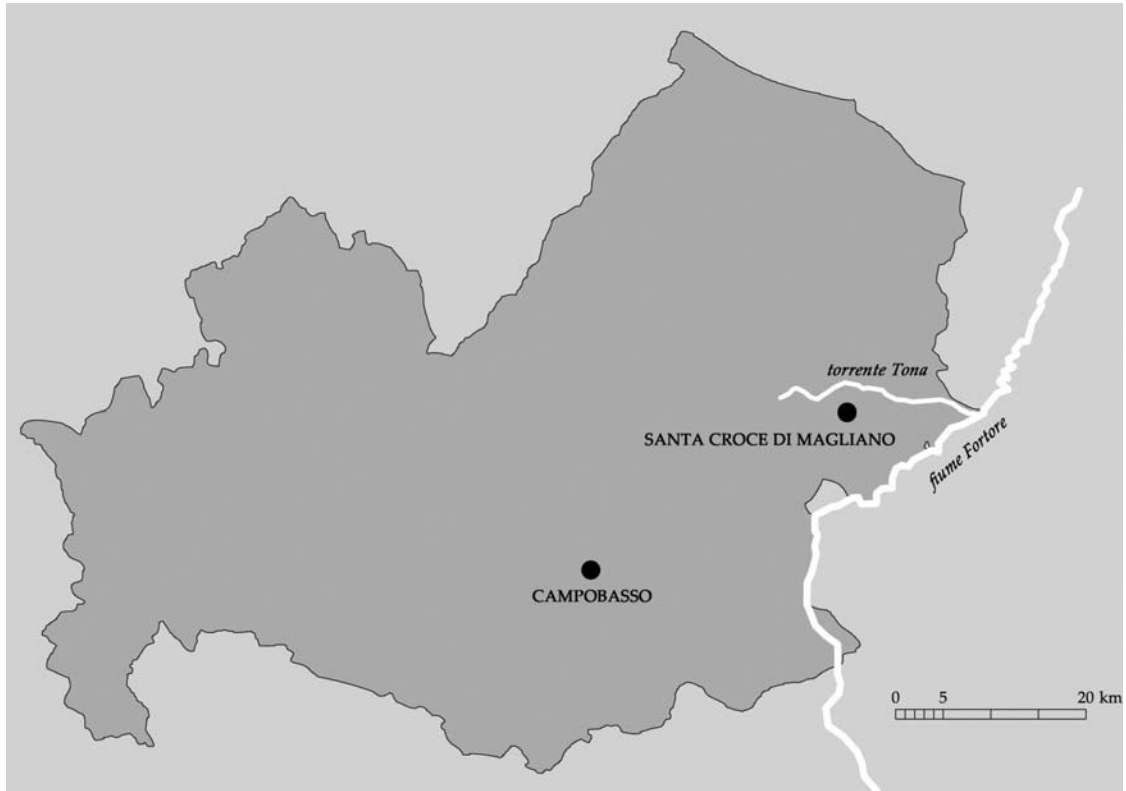 torrente Tona
SANTA CROCE DI MAGLIANO
fiume Fortore
CAMPOBASSO
0 5 20 km